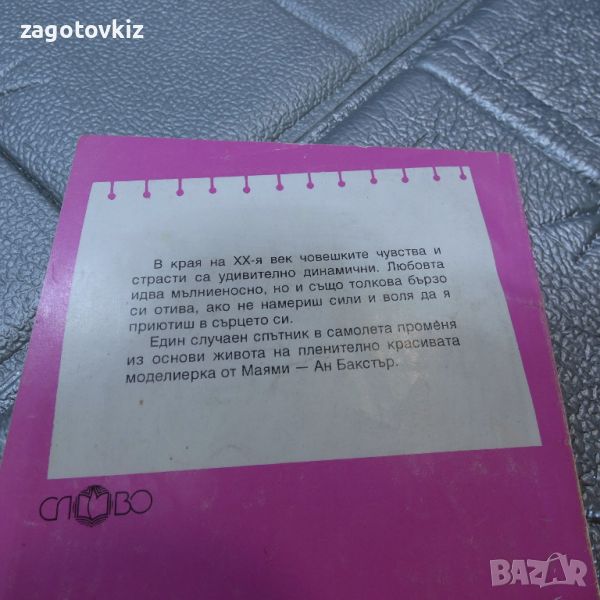 zagotovkiz
В края на XX-я век човешките чувства и
страсти са удивително динамични. Любовта
идва мълниеносно, но и също толкова бързо
си отива, ако не намериш сили и воля да я
приютиш в сърцето си.
Един случаен спътник в самолета променя
из основи живота на пленително красивата
моделиерка от Маями — Ан Бакстър.
СЛОВО
BAZAR